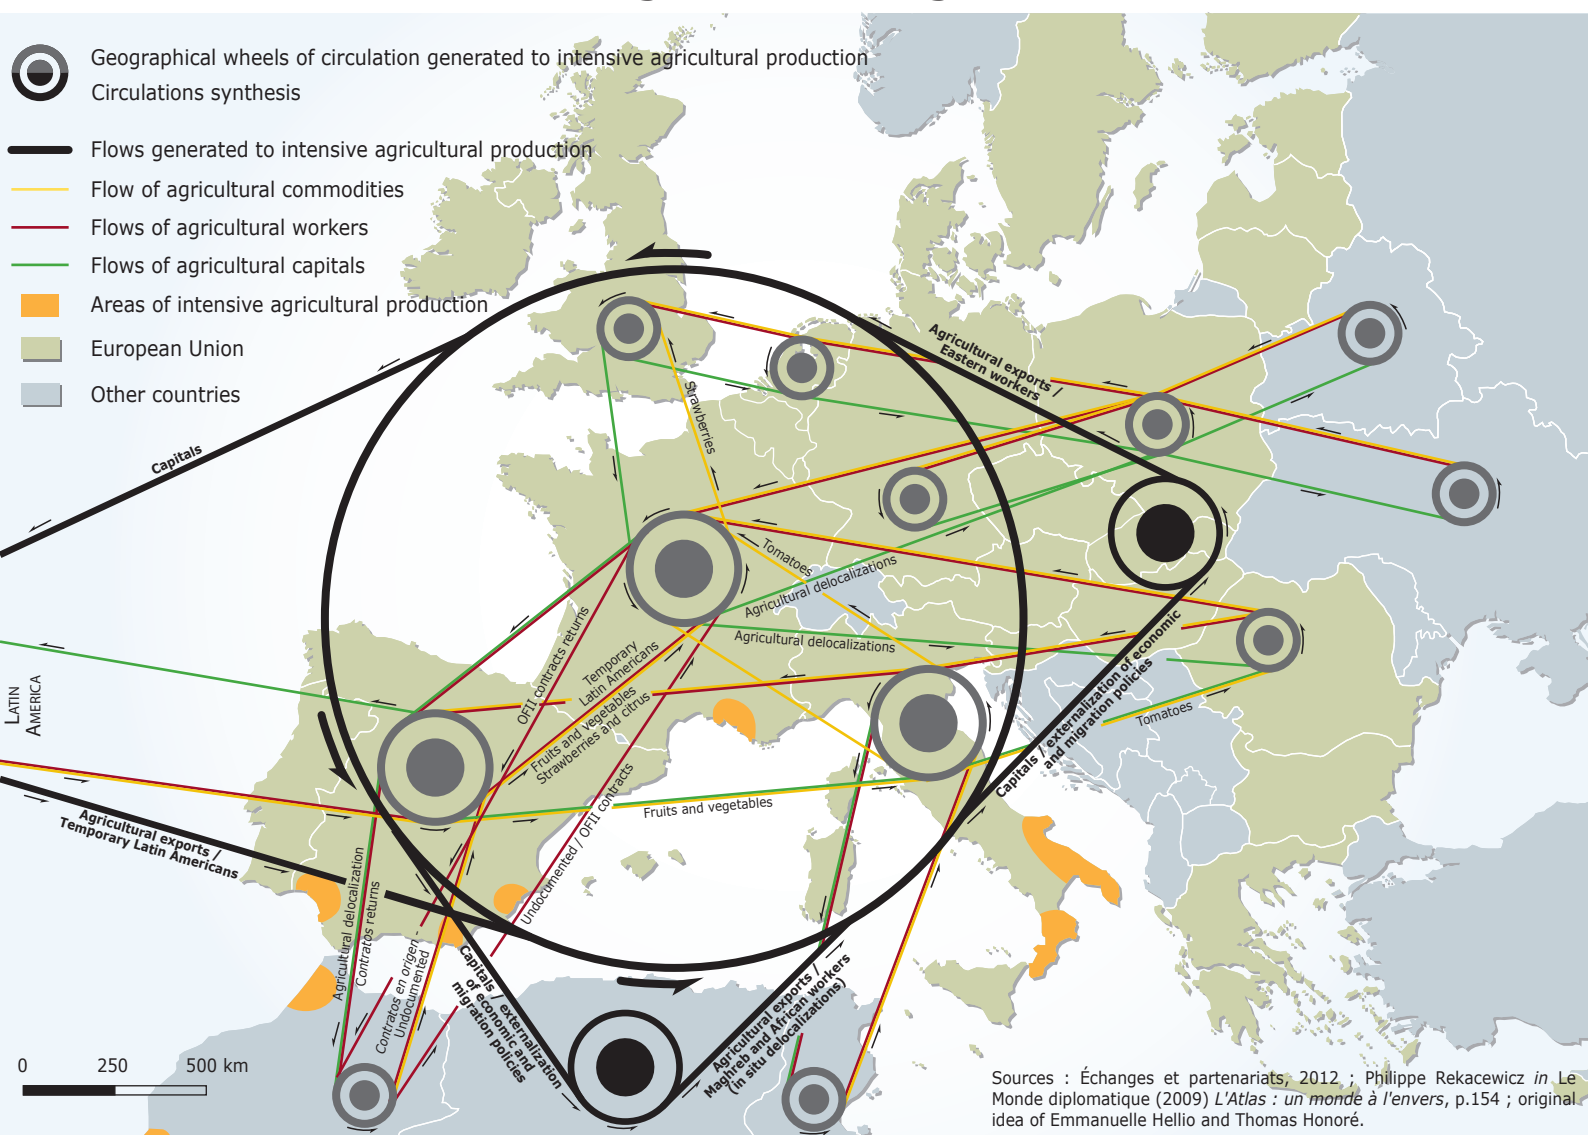 Geographical wheels of circulation generated to intensive agricultural production
Circulations synthesis
Flows generated to intensive agricultural production
Flow of agricultural commodities
Flows of agricultural workers
Flows of agricultural capitals
Areas of intensive agricultural production
European Union
Other countries
Capitals
Strawberries
Agricultural exports /
Eastern workers
Tomatoes
Agricultural delocalizations
Agricultural delocalizations
OFII contracts returns
Temporary
Latin Americans
Fruits and vegetables
Strawberries and citrus
LATIN
AMERICA
Capitals / externalization of economic
and migration policies
Tomatoes
Fruits and vegetables
Undocumented / OFII contracts
Agricultural exports /
Temporary Latin Americans
Agricultural delocalization
Contratos returns
Contratos en origen -
Undocumented
Capitals / externalization
of economic and
migration policies
Agricultural exports /
Maghreb and African workers
(in situ delocalizations)
0 250 500 km
Sources : Échanges et partenariats, 2012 ; Philippe Rekacewicz in Le
Monde diplomatique (2009) L'Atlas : un monde à l'envers, p.154 ; original
idea of Emmanuelle Hellio and Thomas Honoré.